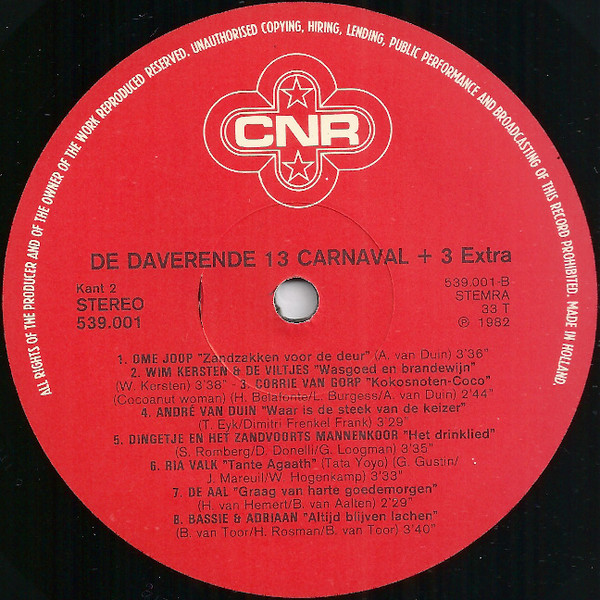 ALL RIGHTS OF THE PRODUCER AND OF THE OWNER OF THE WORK REPRODUCED RESERVED. UNAUTHORISED COPYING, HIRING, LENDING, PUBLIC PERFORMANCE AND BROADCASTING OF THIS RECORD PROHIBITED. MADE IN HOLLAND.
CNR
DE DAVERENDE 13 CARNAVAL + 3 Extra
Kant 2
STEREO
539.001
539.001-B
STEMRA
33 T
℗ 1982
1. OME JOOP "Zandzakken voor de deur" (A. van Duin) 3'36"
2. WIM KERSTEN & DE VILTJES "Wasgoed en brandewijn"
(W. Kersten) 3'38" - 3. CORRIE VAN GORP "Kokosnoten-Coco"
(Cocoanut woman) (H. Belafonte/L. Burgess/A. van Duin) 2'44"
4. ANDRÉ VAN DUIN "Waar is de steek van de keizer"
(T. Eyk/Dimitri Frenkel Frank) 3'29"
5. DINGETJE EN HET ZANDVOORTS MANNENKOOR "Het drinklied"
(S. Romberg/D. Donelli/G. Loogman) 3'35"
6. RIA VALK "Tante Agaath" (Tata Yoyo) (G. Gustin/
J. Mareuil/W. Hogenkamp) 3'33"
7. DE AAL "Graag van harte goedemorgen"
(H. van Hemert/B. van Aalten) 2'29"
8. BASSIE & ADRIAAN "Altijd blijven lachen"
(B. van Toor/H. Rosman/B. van Toor) 3'40"